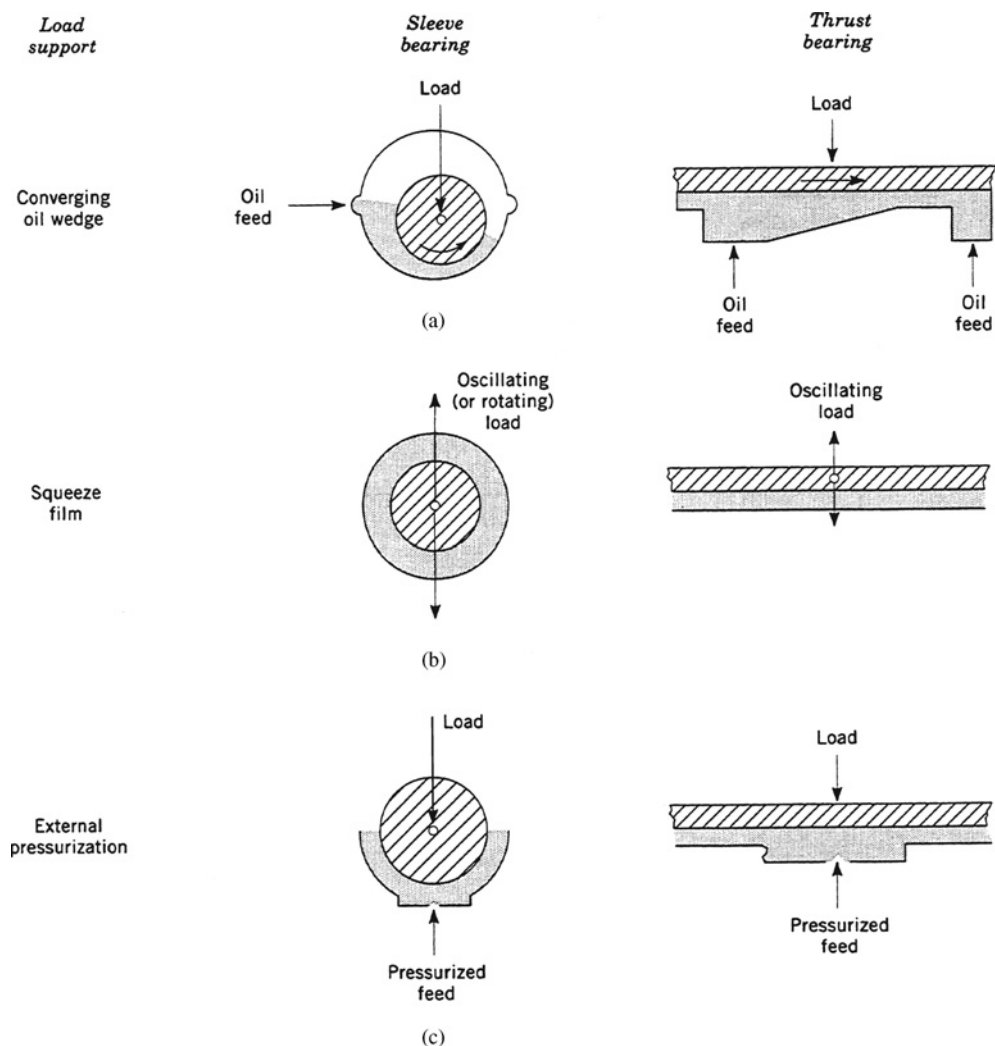 Load
support
Sleeve
bearing
Thrust
bearing
Load
Load
Converging
oil wedge
Oil
feed
Oil
feed
Oil
feed
(a)
Oscillating
(or rotating)
load
Oscillating
load
Squeeze
film
(b)
Load
Load
External
pressurization
Pressurized
feed
Pressurized
feed
(c)